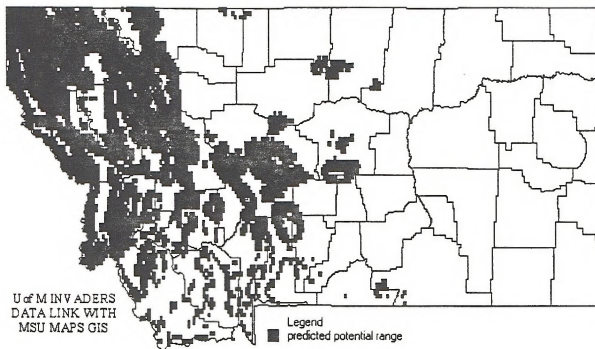 U of M INVADERS
DATA LINK WITH
MSU MAPS GIS
Legend
predicted potential range